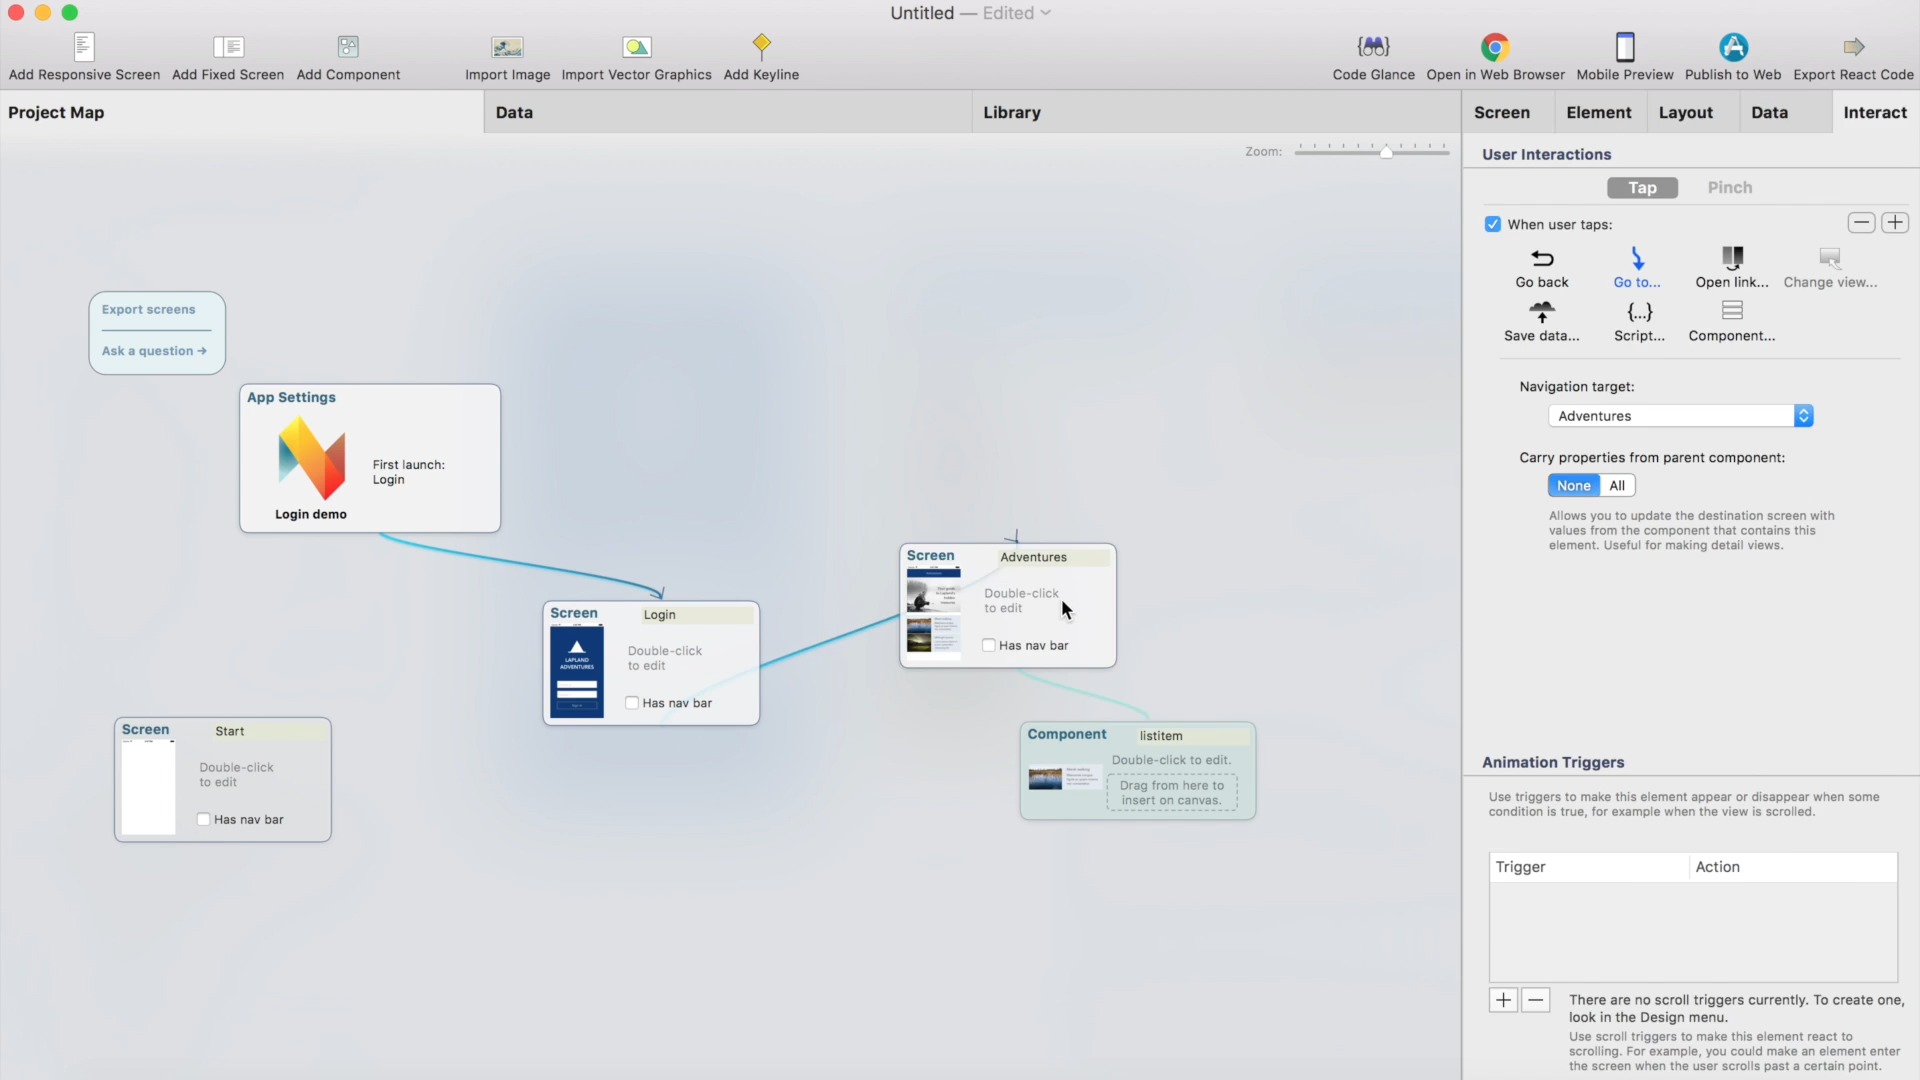 Untitled — Edited
Add Responsive Screen
Add Fixed Screen
Add Component
Import Image
Import Vector Graphics
Add Keyline
Code Glance
Open in Web Browser
Mobile Preview
Publish to Web
Export React Code
Project Map
Data
Library
Screen
Element
Layout
Data
Interact
Zoom:
User Interactions
Tap
Pinch
When user taps:
Go back
Go to...
Open link...
Change view...
Save data...
{...}
Script...
Component...
Navigation target:
Adventures
Carry properties from parent component:
None
All
Allows you to update the destination screen with
values from the component that contains this
element. Useful for making detail views.
Export screens
Ask a question →
App Settings
First launch:
Login
Login demo
Screen
Login
LAPLAND
ADVENTURES
Double-click
to edit
Has nav bar
Screen
Adventures
Double-click
to edit
Has nav bar
Screen
Start
Double-click
to edit
Has nav bar
Component
listitem
Double-click to edit.
Drag from here to
insert on canvas.
Animation Triggers
Use triggers to make this element appear or disappear when some
condition is true, for example when the view is scrolled.
Trigger
Action
There are no scroll triggers currently. To create one,
look in the Design menu.
Use scroll triggers to make this element react to
scrolling. For example, you could make an element enter
the screen when the user scrolls past a certain point.